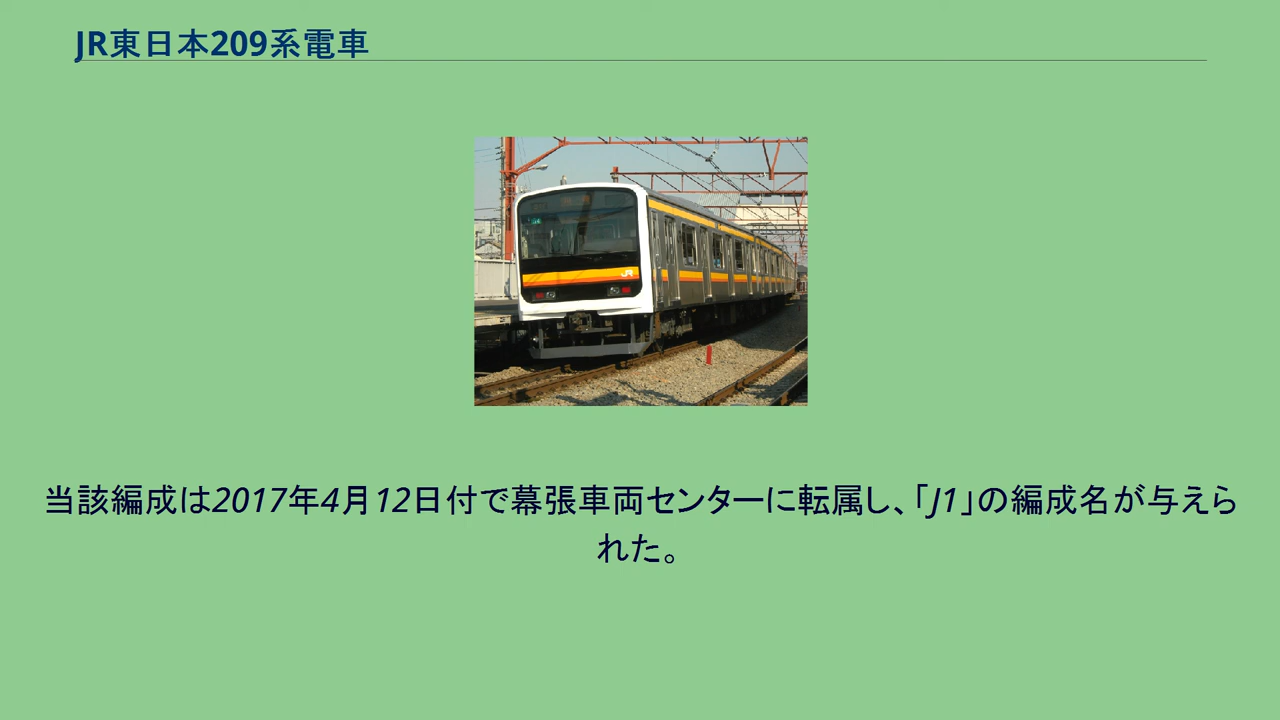 JR東日本209系電車
JR
当該編成は2017年4月12日付で幕張車両センターに転属し、「J1」の編成名が与えら
れた。